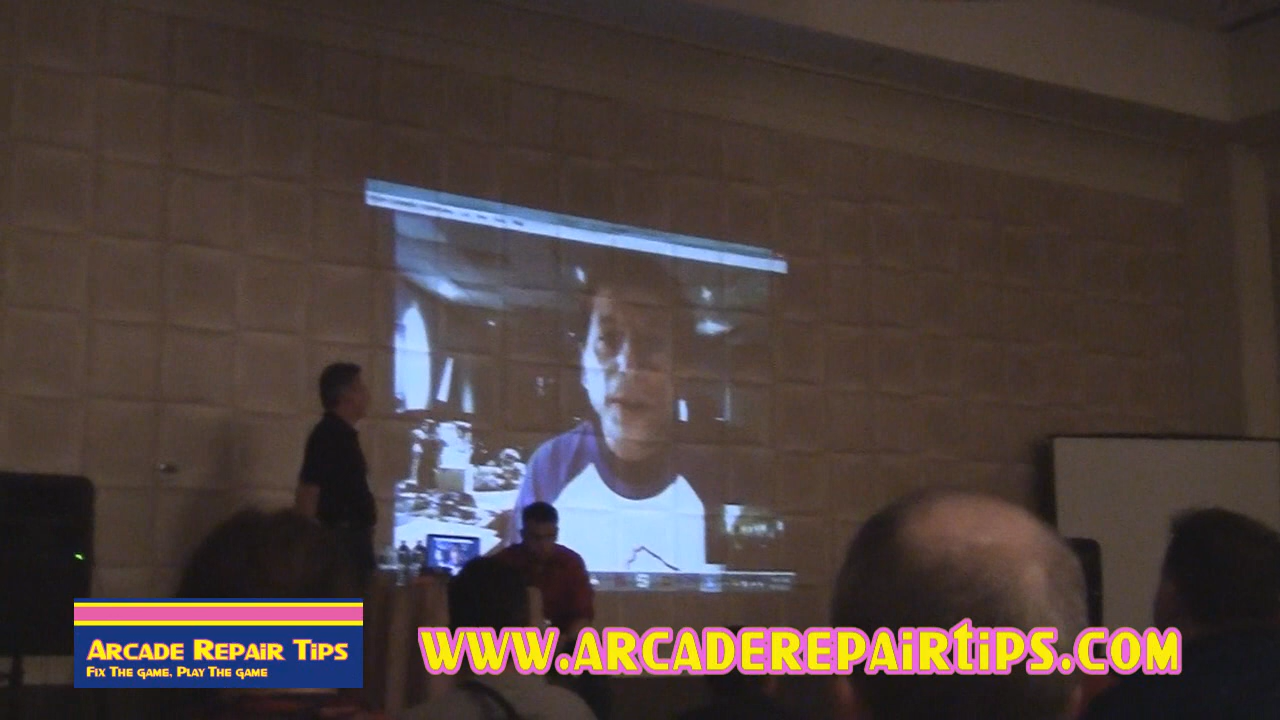 ARCADE REPAIR TIPS
FIX THE GAME, PLAY THE GAME
www.ARCADEREPAIRTIPS.COM